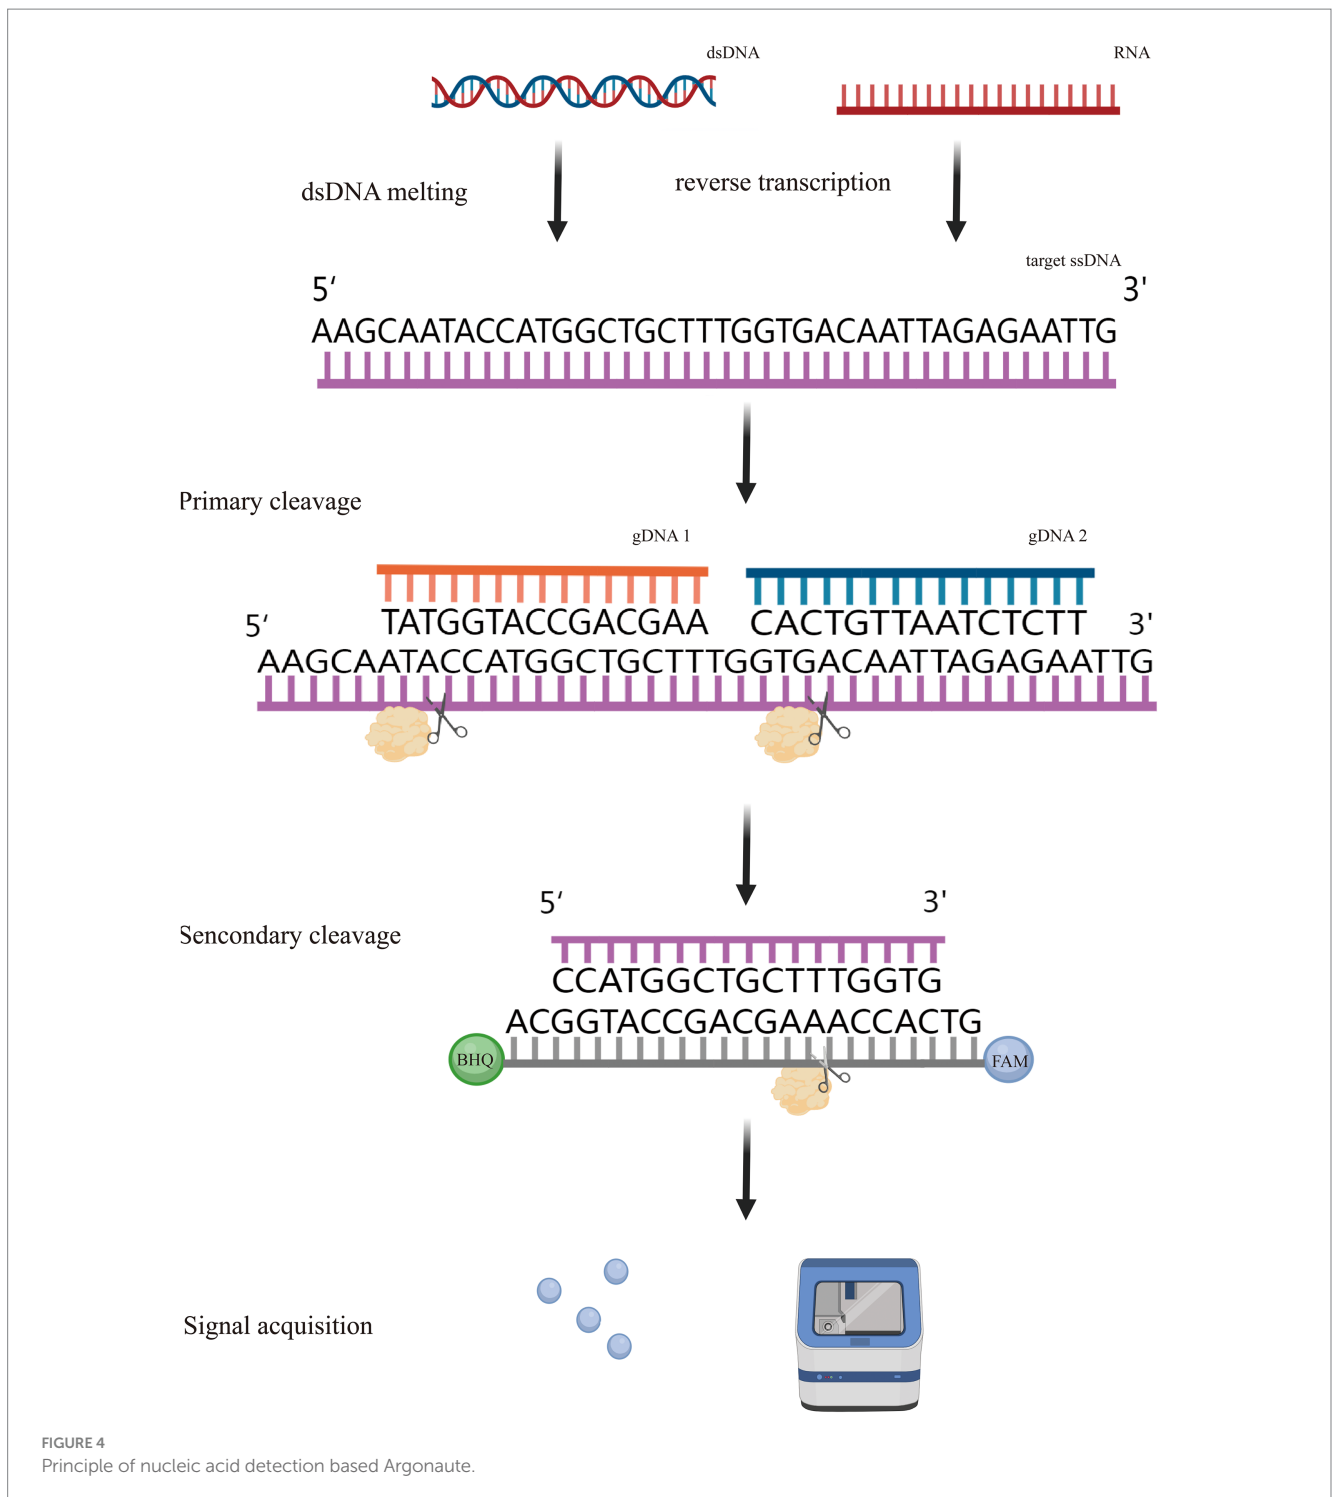 dsDNA
RNA
dsDNA melting
reverse transcription
target ssDNA
5‘
3'
AAGCAATACCATGGCTGCTTTGGTGACAATTAGAGAATTG
Primary cleavage
gDNA 1
gDNA 2
5‘
TATGGTACCGACGAA
CACTGTTAATCTCTT
3'
AAGCAATACCATGGCTGCTTTGGTGACAATTAGAGAATTG
5‘
3'
Sencondary cleavage
CCATGGCTGCTTTGGTG
ACGGTACCGACGAAACCACTG
BHQ
FAM
Signal acquisition
FIGURE 4
Principle of nucleic acid detection based Argonaute.